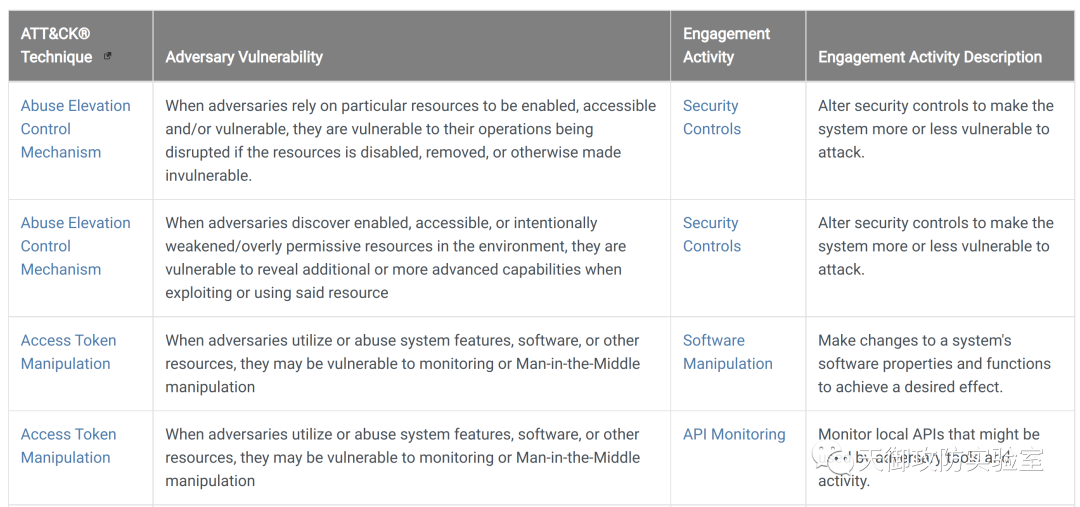 ATT&CK®
Technique
Adversary Vulnerability
Engagement
Activity
Engagement Activity Description
Abuse Elevation
Control
Mechanism
When adversaries rely on particular resources to be enabled, accessible
and/or vulnerable, they are vulnerable to their operations being
disrupted if the resources is disabled, removed, or otherwise made
invulnerable.
Security
Controls
Alter security controls to make the
system more or less vulnerable to
attack.
Abuse Elevation
Control
Mechanism
When adversaries discover enabled, accessible, or intentionally
weakened/overly permissive resources in the environment, they are
vulnerable to reveal additional or more advanced capabilities when
exploiting or using said resource
Security
Controls
Alter security controls to make the
system more or less vulnerable to
attack.
Access Token
Manipulation
When adversaries utilize or abuse system features, software, or other
resources, they may be vulnerable to monitoring or Man-in-the-Middle
manipulation
Software
Manipulation
Make changes to a system's
software properties and functions
to achieve a desired effect.
Access Token
Manipulation
When adversaries utilize or abuse system features, software, or other
resources, they may be vulnerable to monitoring or Man-in-the-Middle
manipulation
API Monitoring
Monitor local APIs that might be
by adversary tools and
activity.
天御攻防实验室